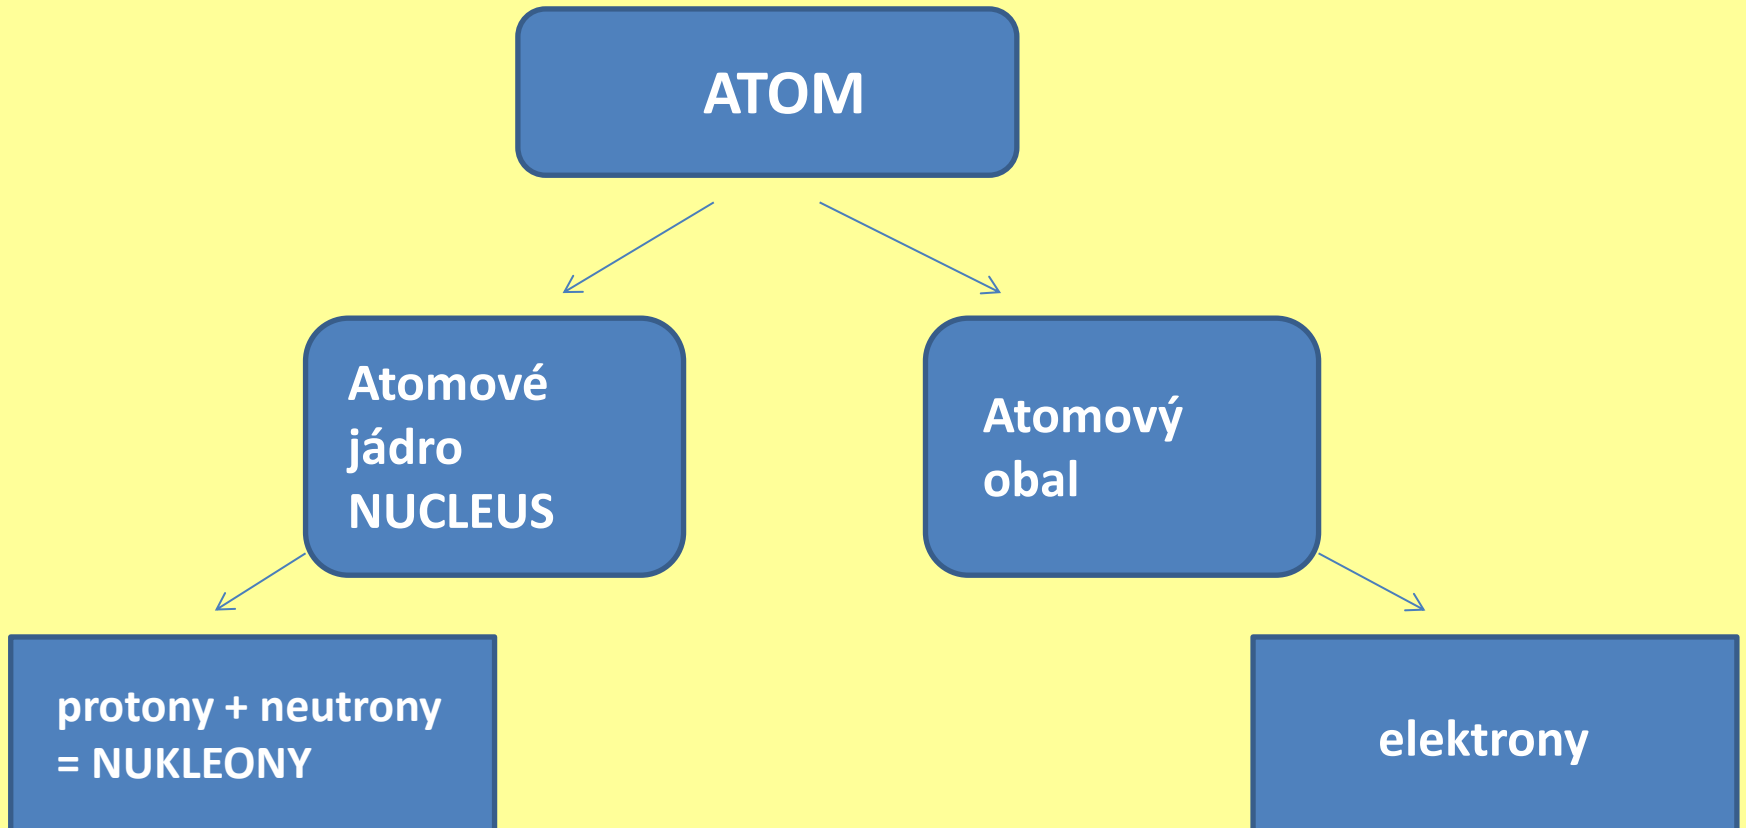 ATOM
Atomové
jádro
NUCLEUS
Atomový
obal
protony + neutrony
= NUKLEONY
elektrony